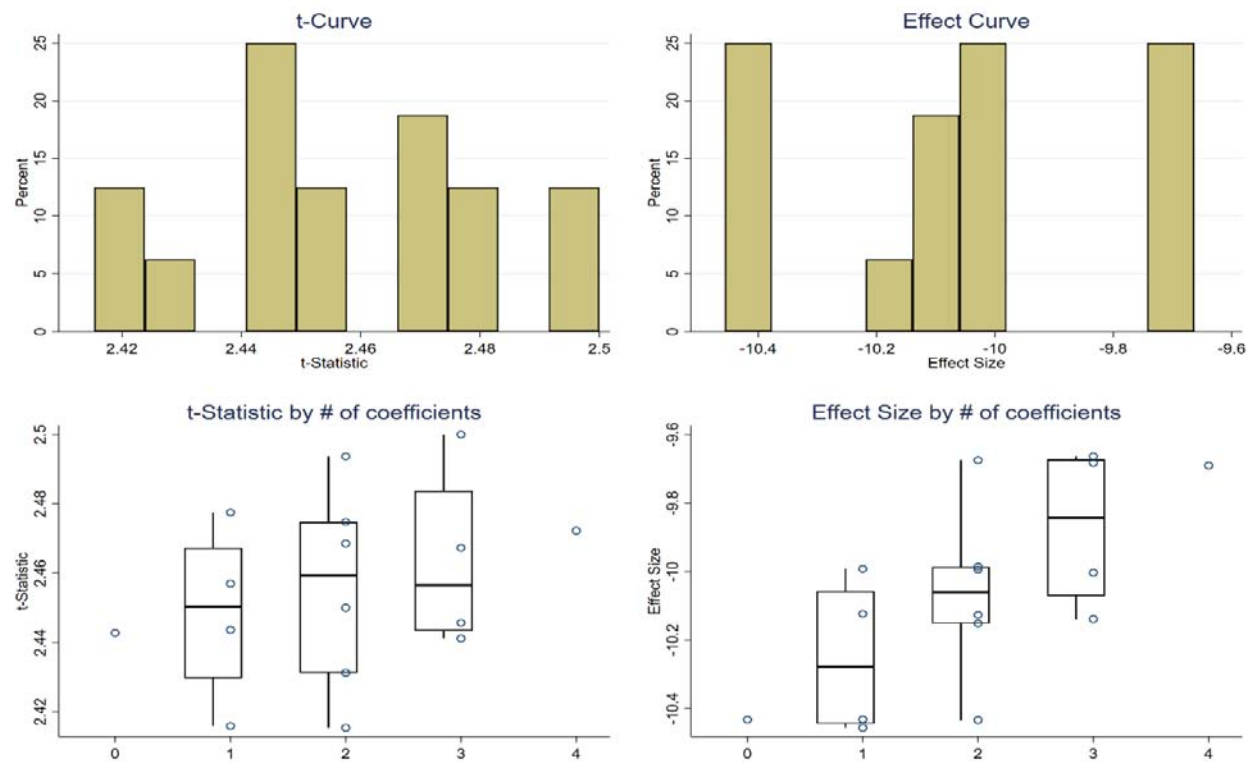 t-Curve
25
20
15
10
5
0
Percent
2.42 2.44 2.46 2.48 2.5
t-Statistic
Effect Curve
25
20
15
10
5
0
Percent
-10.4 -10.2 -10 -9.8 -9.6
Effect Size
t-Statistic by # of coefficients
2.5
2.48
2.46
2.44
2.42
t-Statistic
0 1 2 3 4
Effect Size by # of coefficients
-9.6
-9.8
-10
-10.2
-10.4
Effect Size
0 1 2 3 4